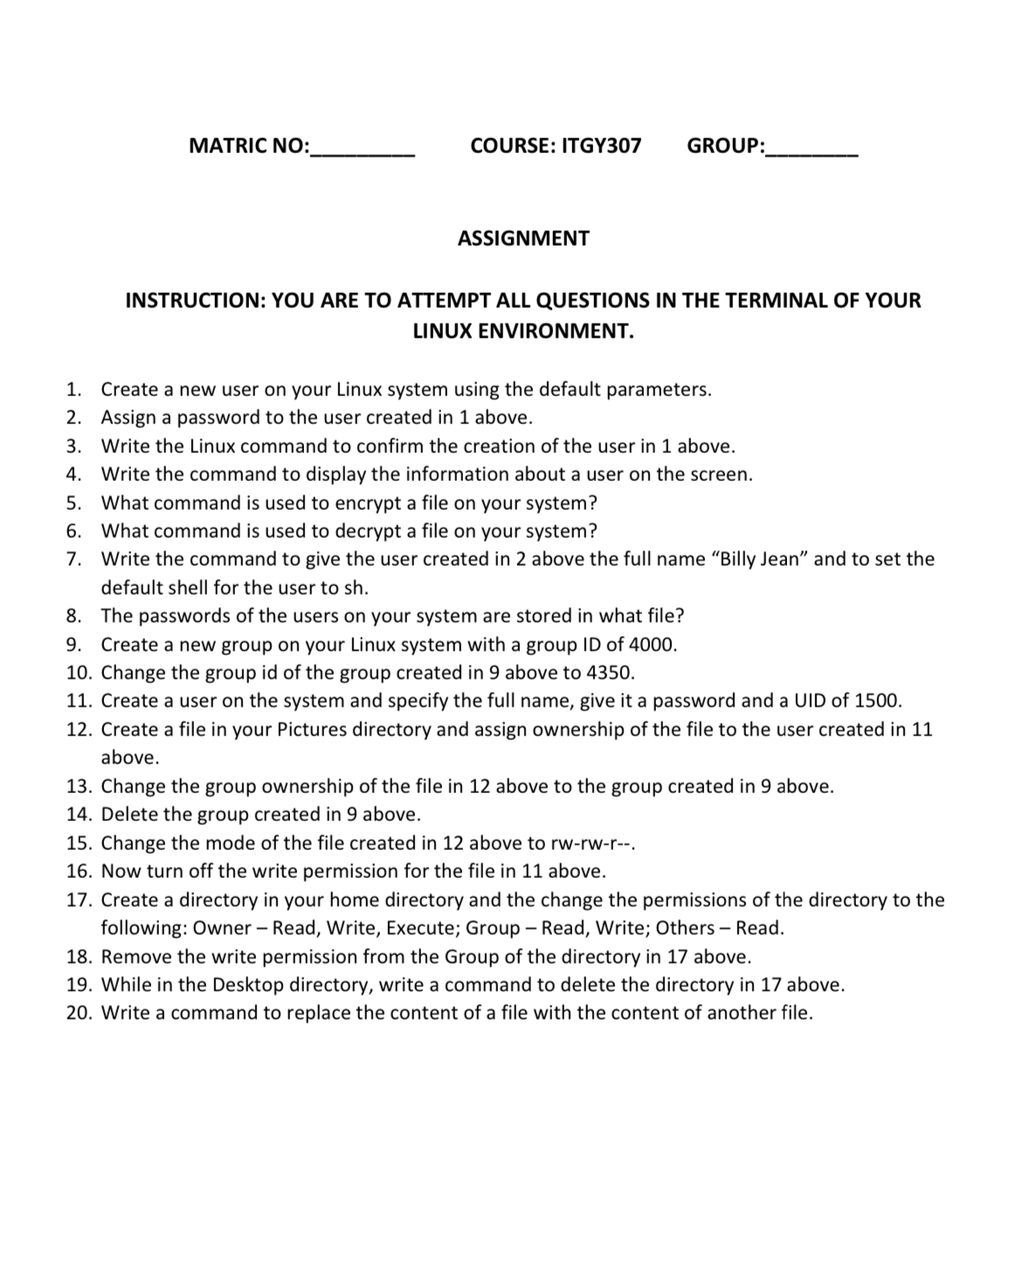 MATRIC NO:_________ COURSE: ITGY307 GROUP:________
ASSIGNMENT
INSTRUCTION: YOU ARE TO ATTEMPT ALL QUESTIONS IN THE TERMINAL OF YOUR
LINUX ENVIRONMENT.
1. Create a new user on your Linux system using the default parameters.
2. Assign a password to the user created in 1 above.
3. Write the Linux command to confirm the creation of the user in 1 above.
4. Write the command to display the information about a user on the screen.
5. What command is used to encrypt a file on your system?
6. What command is used to decrypt a file on your system?
7. Write the command to give the user created in 2 above the full name “Billy Jean” and to set the
default shell for the user to sh.
8. The passwords of the users on your system are stored in what file?
9. Create a new group on your Linux system with a group ID of 4000.
10. Change the group id of the group created in 9 above to 4350.
11. Create a user on the system and specify the full name, give it a password and a UID of 1500.
12. Create a file in your Pictures directory and assign ownership of the file to the user created in 11
above.
13. Change the group ownership of the file in 12 above to the group created in 9 above.
14. Delete the group created in 9 above.
15. Change the mode of the file created in 12 above to rw-rw-r--.
16. Now turn off the write permission for the file in 11 above.
17. Create a directory in your home directory and the change the permissions of the directory to the
following: Owner – Read, Write, Execute; Group – Read, Write; Others – Read.
18. Remove the write permission from the Group of the directory in 17 above.
19. While in the Desktop directory, write a command to delete the directory in 17 above.
20. Write a command to replace the content of a file with the content of another file.